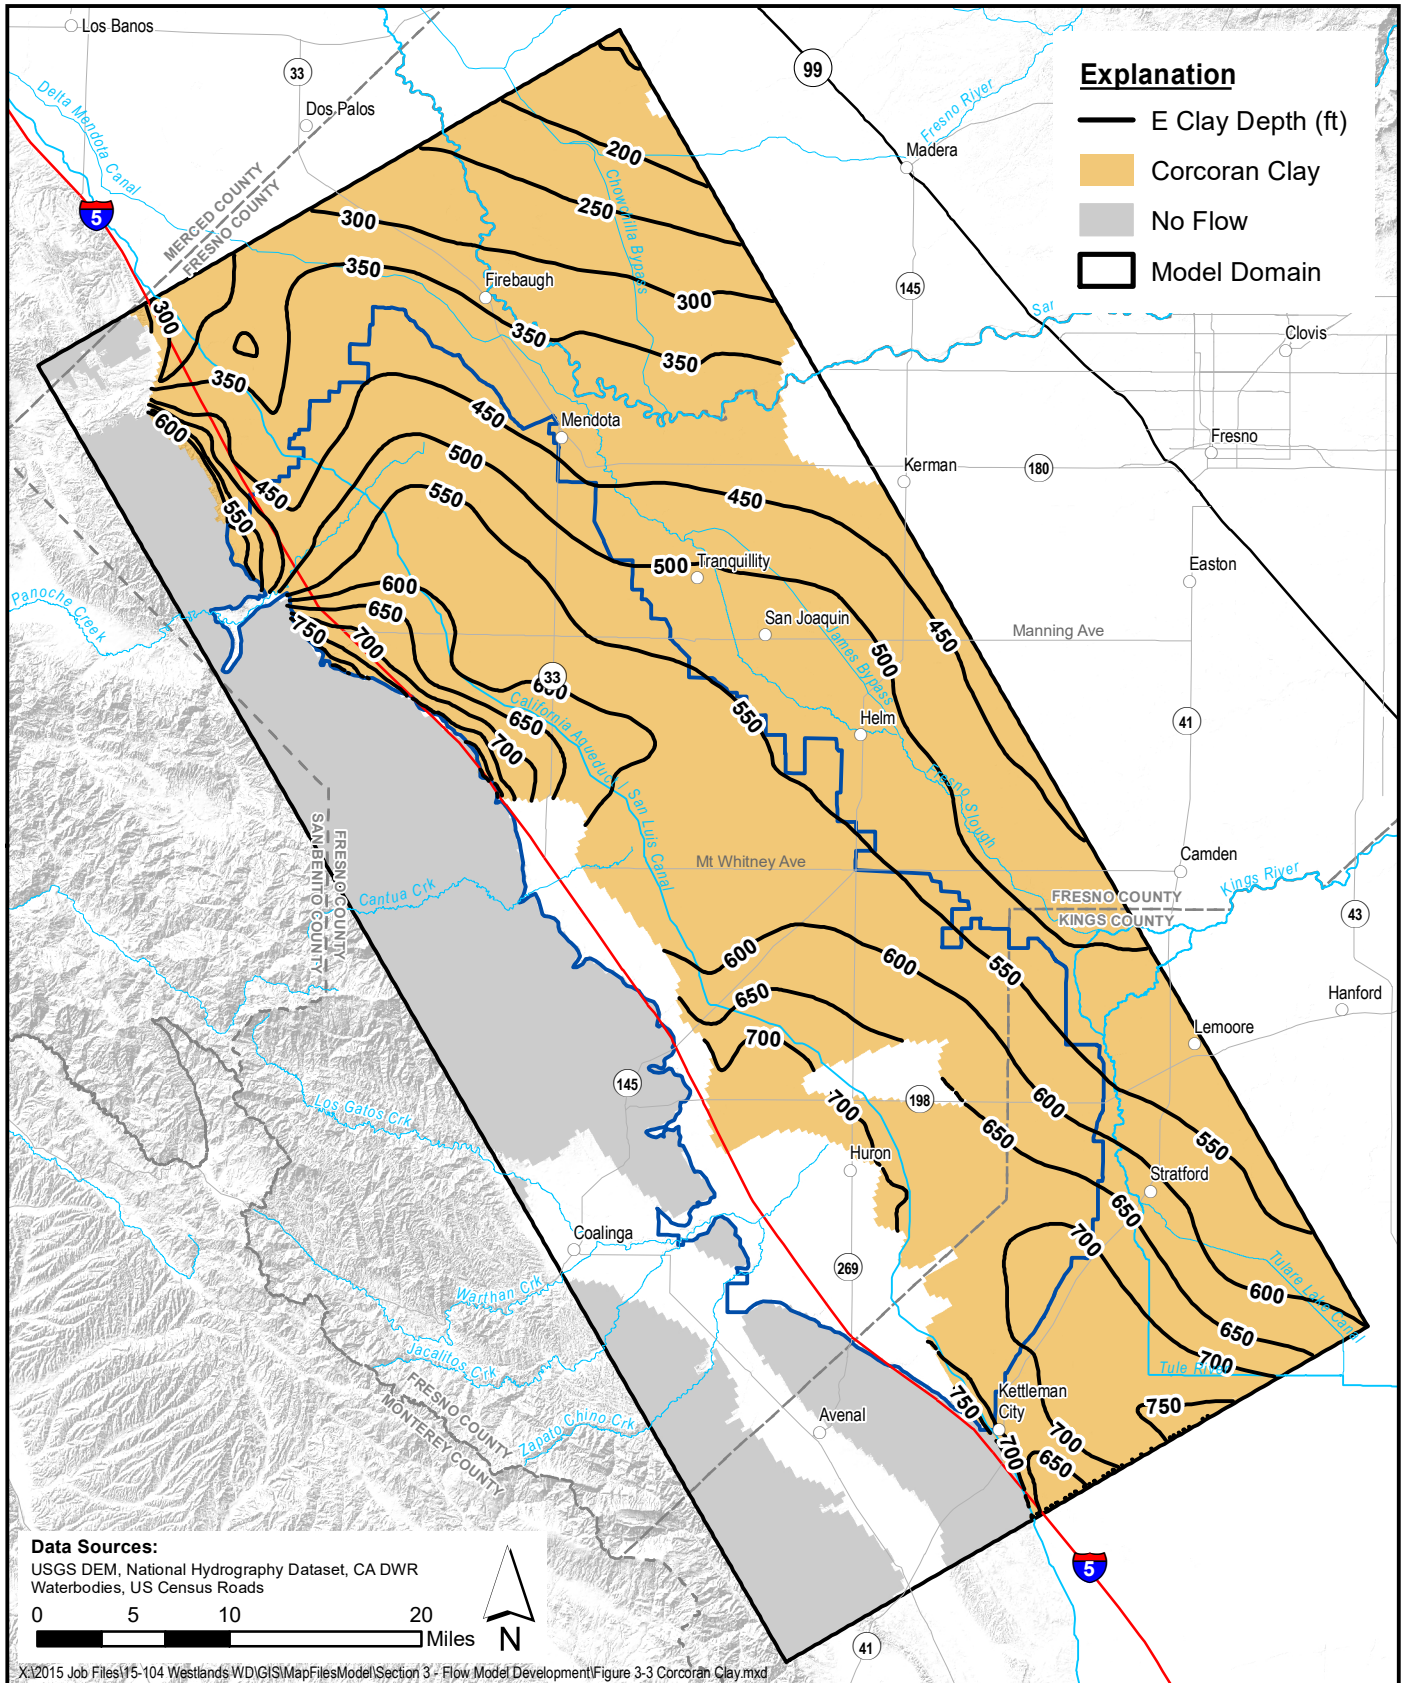 Los Banos
33
99
Explanation
E Clay Depth (ft)
Corcoran Clay
No Flow
Model Domain
Delta Mendota Canal
Dos Palos
Fresno River
Madera
200
Chowchilla Bypass
5
MERCED COUNTY
FRESNO COUNTY
300
250
350
Firebaugh
145
300
300
Sar
350
350
Clovis
350
450
Mendota
600
Fresno
500
Kerman
180
450
550
450
550
500
Tranquillity
Easton
600
Panoche Creek
650
San Joaquin
750
700
James Bypass
450
Manning Ave
500
33
600
California Aqueduct / San Luis Canal
650
550
Helm
41
700
Fresno Slough
SAN BENITO COUNTY
FRESNO COUNTY
Mt Whitney Ave
Camden
Cantua Crk
Kings River
FRESNO COUNTY
KINGS COUNTY
43
600
600
550
650
Hanford
Lemoore
700
145
Los Gatos Crk
700
198
600
650
550
Huron
Stratford
650
Coalinga
700
269
Tulare Lake Canal
Warthan Crk
600
650
Jacalitos Crk
700
Tule River
FRESNO COUNTY
MONTEREY COUNTY
Kettleman
City
750
750
Avenal
Zapato Chino Crk
700
700
650
Data Sources:
USGS DEM, National Hydrography Dataset, CA DWR
Waterbodies, US Census Roads
0 5 10 20
Miles
N
5
41
X:\2015 Job Files\15-104 Westlands WD\GIS\MapFilesModel\Section 3 - Flow Model Development\Figure 3-3 Corcoran Clay.mxd